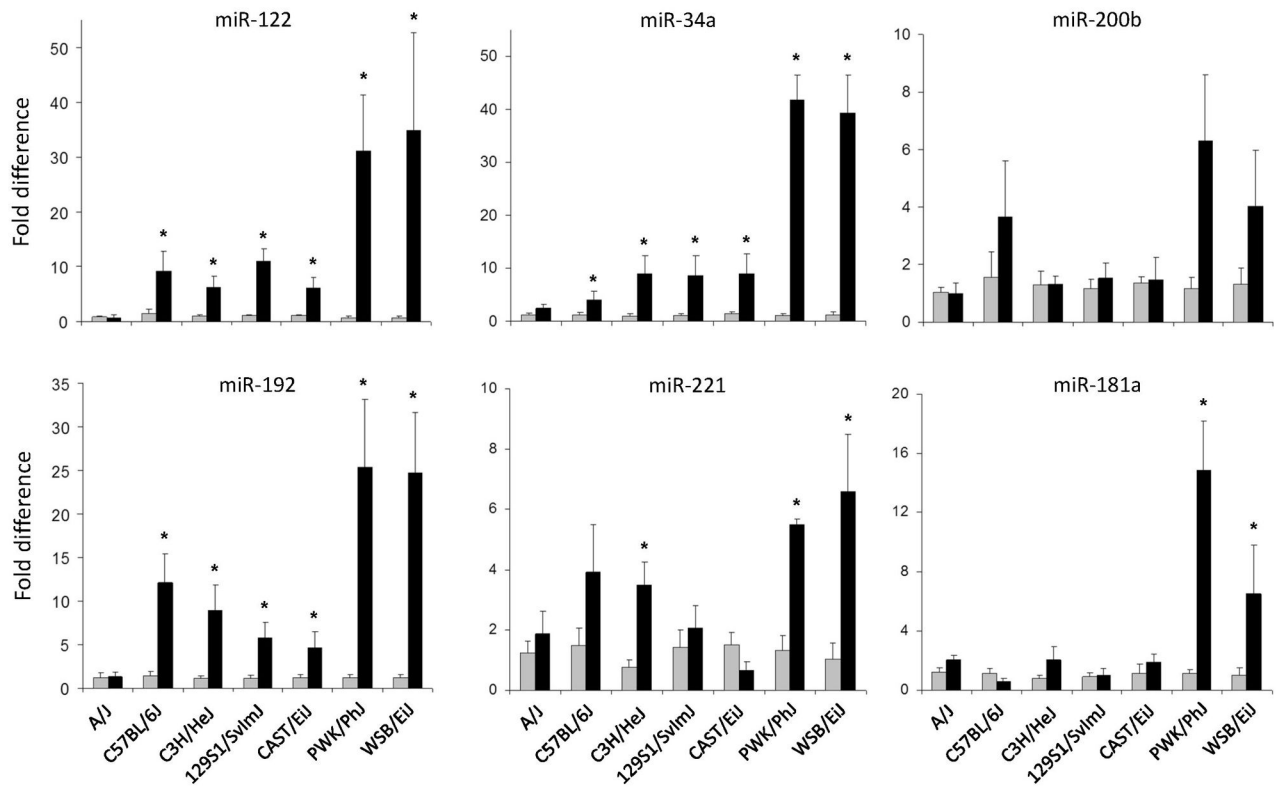 miR-122
Fold difference
50
40
30
20
10
0
* * * * * *
miR-34a
50
40
30
20
10
0
* * * * * *
miR-200b
10
8
6
4
2
0
miR-192
Fold difference
35
30
25
20
15
10
5
0
* * * * * *
A/J
C57BL/6J
C3H/HeJ
129S1/SvImJ
CAST/EiJ
PWK/PhJ
WSB/EiJ
miR-221
10
8
6
4
2
0
* * *
A/J
C57BL/6J
C3H/HeJ
129S1/SvImJ
CAST/EiJ
PWK/PhJ
WSB/EiJ
miR-181a
20
16
12
8
4
0
* *
A/J
C57BL/6J
C3H/HeJ
129S1/SvImJ
CAST/EiJ
PWK/PhJ
WSB/EiJ